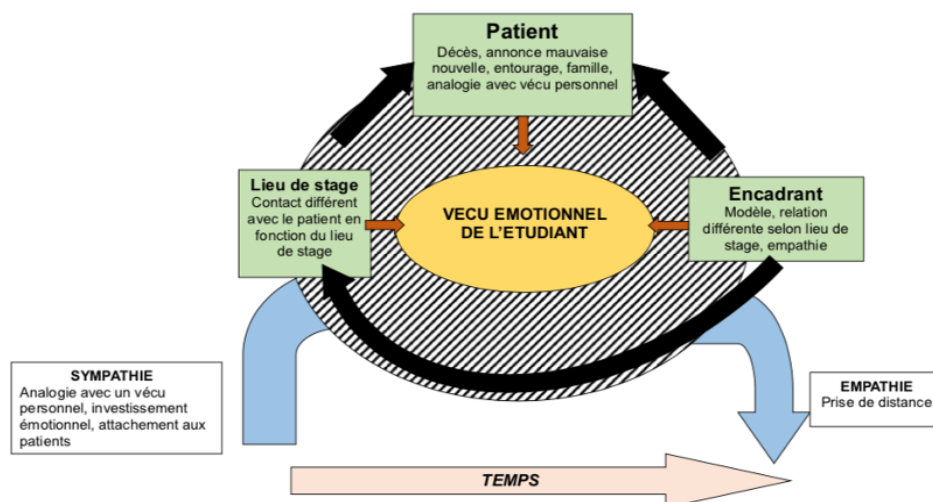 Patient
Décès, annonce mauvaise
nouvelle, entourage, famille,
analogie avec vécu personnel
Lieu de stage
Contact différent
avec le patient en
fonction du lieu
de stage
VECU EMOTIONNEL
DE L'ETUDIANT
Encadrant
Modèle, relation
différente selon lieu de
stage, empathie
SYMPATHIE
Analogie avec un vécu
personnel, investissement
émotionnel, attachement aux
patients
EMPATHIE
Prise de distance
TEMPS